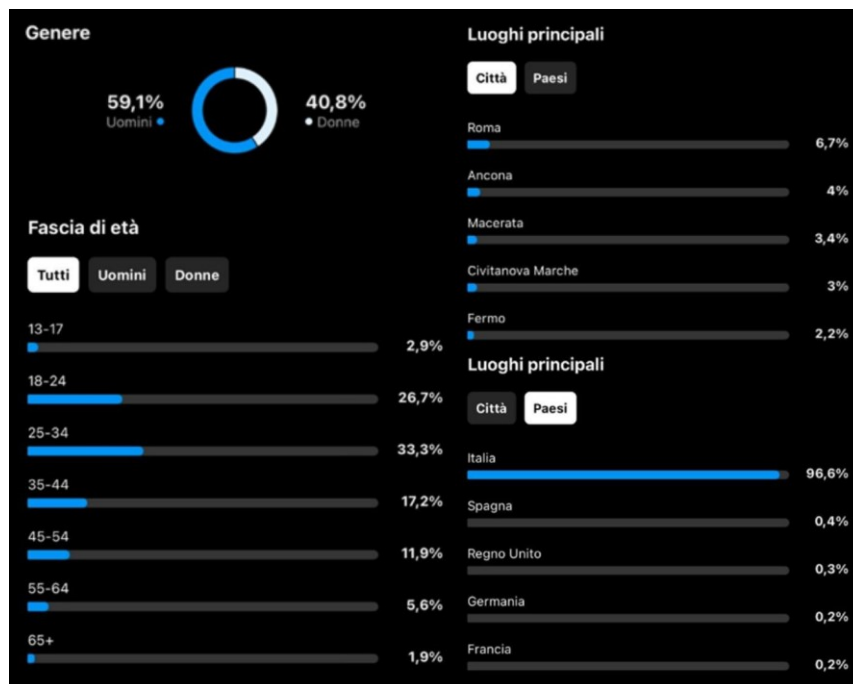 Genere
59,1%
Uomini
40,8%
Donne
Fascia di età
Tutti Uomini Donne
13-17
2,9%
18-24
26,7%
25-34
33,3%
35-44
17,2%
45-54
11,9%
55-64
5,6%
65+
1,9%
Luoghi principali
Città Paesi
Roma
6,7%
Ancona
4%
Macerata
3,4%
Civitanova Marche
3%
Fermo
2,2%
Luoghi principali
Città Paesi
Italia
96,6%
Spagna
0,4%
Regno Unito
0,3%
Germania
0,2%
Francia
0,2%